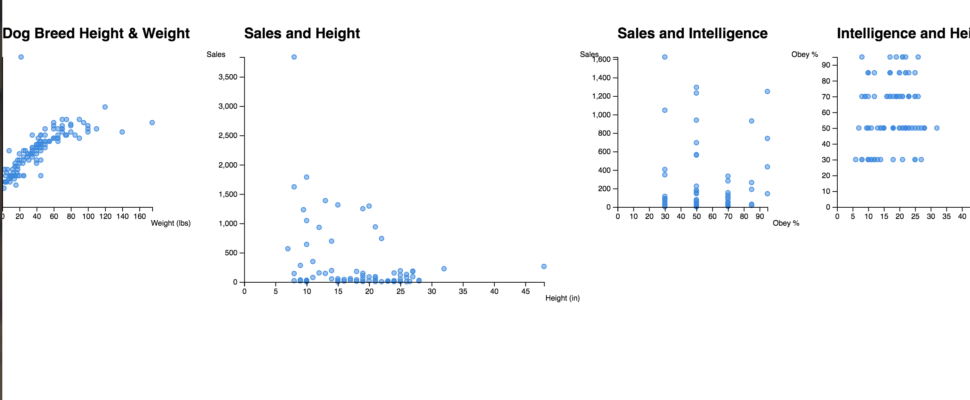 Dog Breed Height & Weight
0 20 40 60 80 100 120 140 160
Weight (lbs)
Sales and Height
Sales
3,500
3,000
2,500
2,000
1,500
1,000
500
0
0 5 10 15 20 25 30 35 40 45
Height (in)
Sales and Intelligence
Sales
1,600
1,400
1,200
1,000
800
600
400
200
0
0 10 20 30 40 50 60 70 80 90
Obey %
Intelligence and Hei
Obey %
90
80
70
60
50
40
30
20
10
0
0 5 10 15 20 25 30 35 40